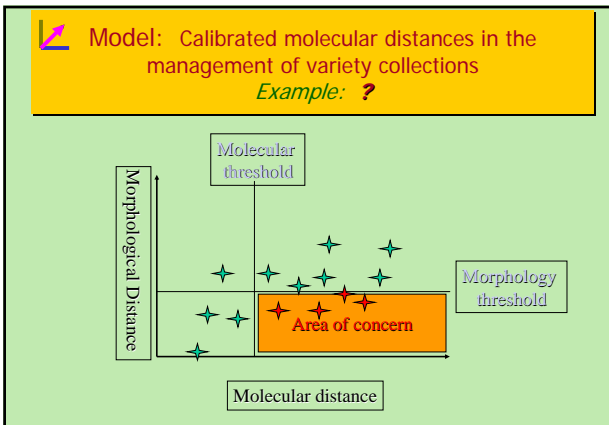 Model: Calibrated molecular distances in the
management of variety collections
Example: ?
Molecular
threshold
Morphological Distance
Morphology
threshold
Area of concern
Molecular distance